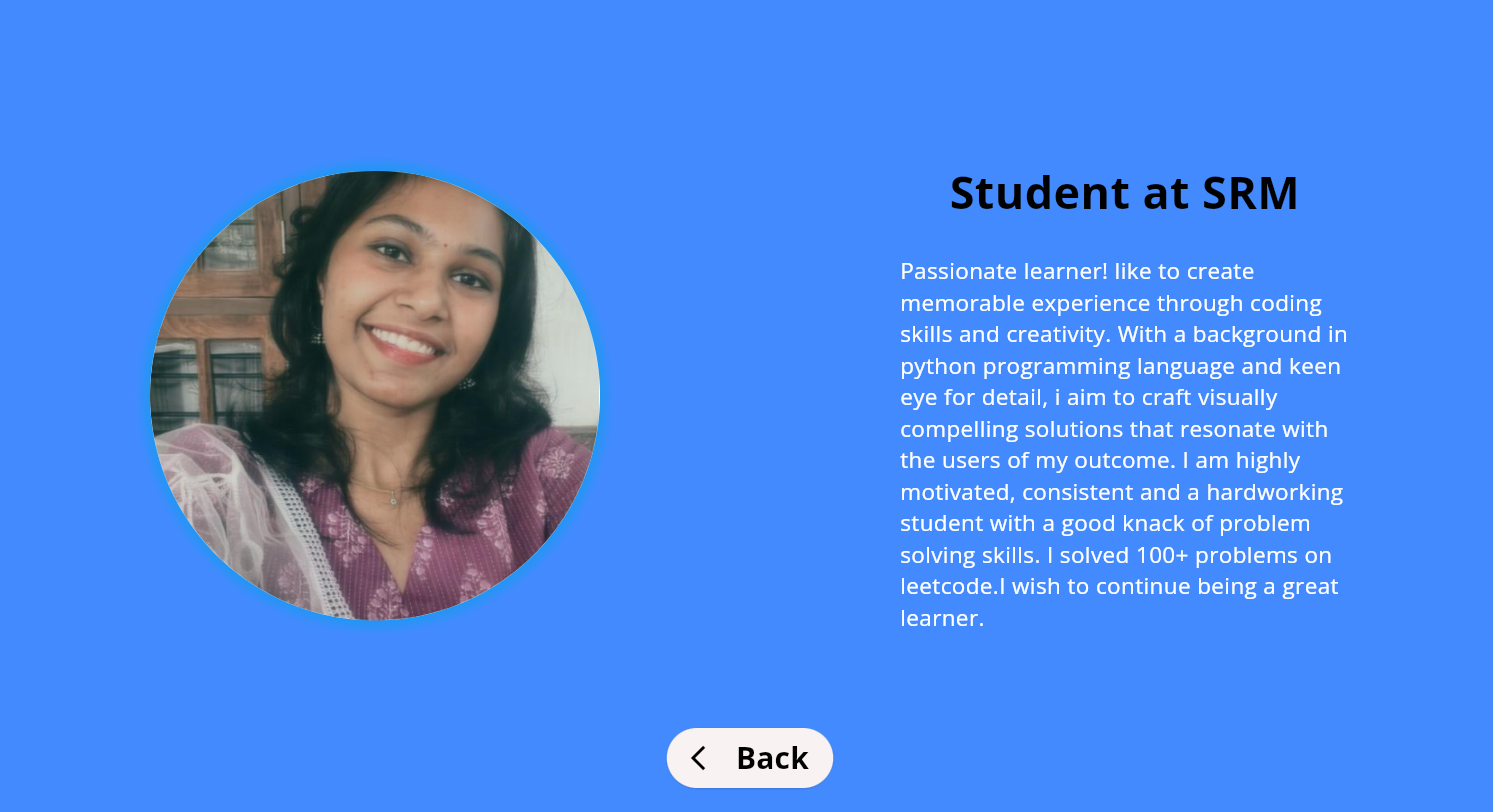 Student at SRM
Passionate learner! like to create
memorable experience through coding
skills and creativity. With a background in
python programming language and keen
eye for detail, i aim to craft visually
compelling solutions that resonate with
the users of my outcome. I am highly
motivated, consistent and a hardworking
student with a good knack of problem
solving skills. I solved 100+ problems on
leetcode.I wish to continue being a great
learner.
Back